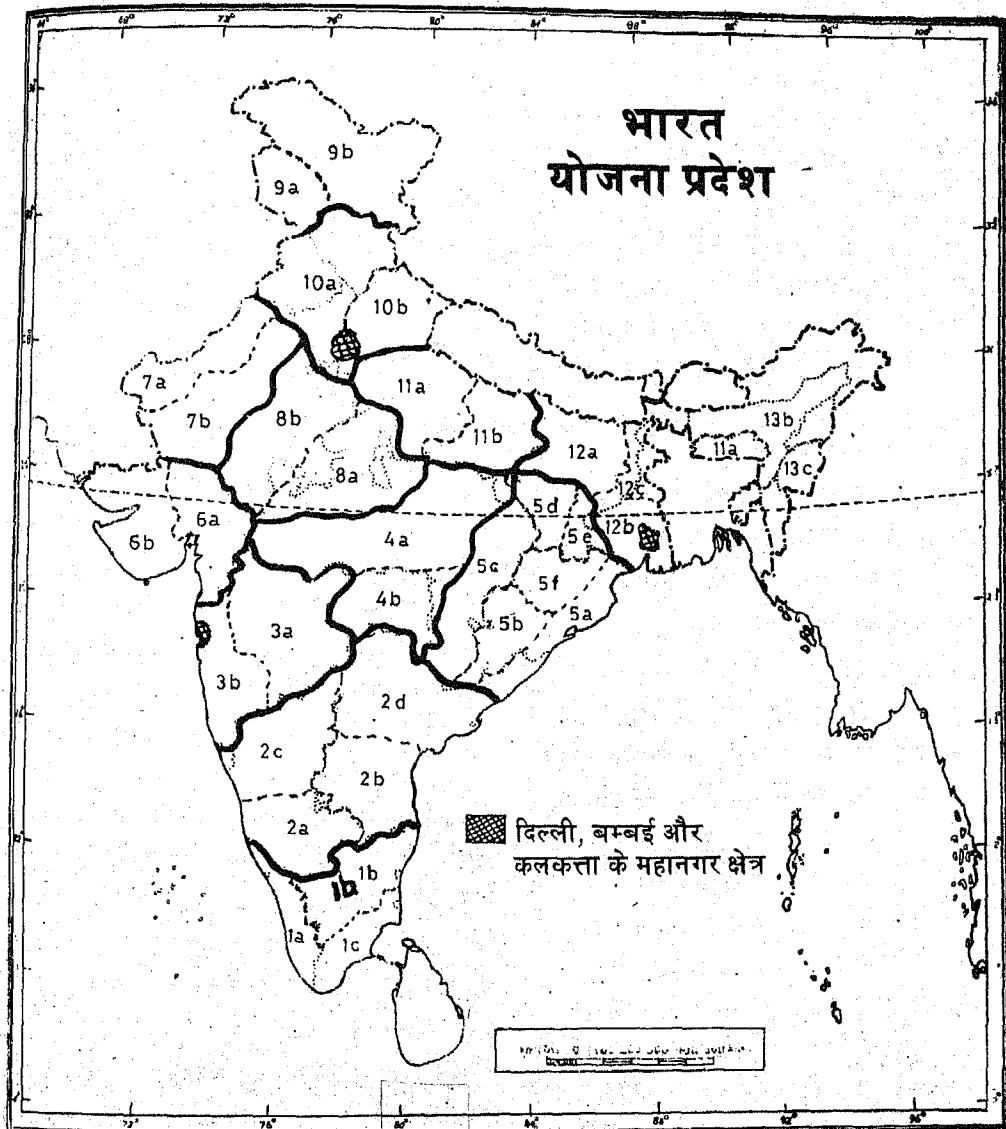 भारत
योजना प्रदेश
9b
9a
10a
10b
7a
7b
8b
8a
11a
11b
12a
12c
12b
13b
11a
13c
6a
6b
4a
4b
5d
5e
5c
5f
5b
5a
3a
3b
2d
2c
2b
2a
दिल्ली, बम्बई और
कलकत्ता के महानगर क्षेत्र
1b
1b
1a
1c